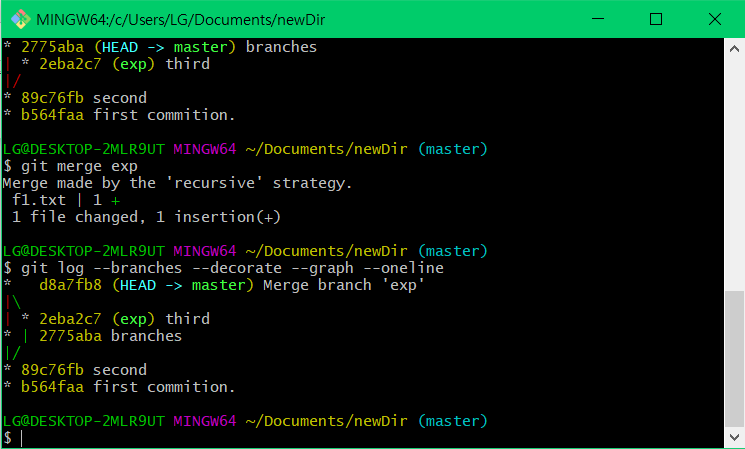 MINGW64:/c/Users/LG/Documents/newDir
* 2775aba (HEAD -> master) branches
| * 2eba2c7 (exp) third
|/
* 89c76fb second
* b564faa first commition.
LG@DESKTOP-2MLR9UT MINGW64 ~/Documents/newDir (master)
$ git merge exp
Merge made by the 'recursive' strategy.
 f1.txt | 1 +
 1 file changed, 1 insertion(+)
LG@DESKTOP-2MLR9UT MINGW64 ~/Documents/newDir (master)
$ git log --branches --decorate --graph --oneline
*   d8a7fb8 (HEAD -> master) Merge branch 'exp'
|\
| * 2eba2c7 (exp) third
* | 2775aba branches
|/
* 89c76fb second
* b564faa first commition.
LG@DESKTOP-2MLR9UT MINGW64 ~/Documents/newDir (master)
$